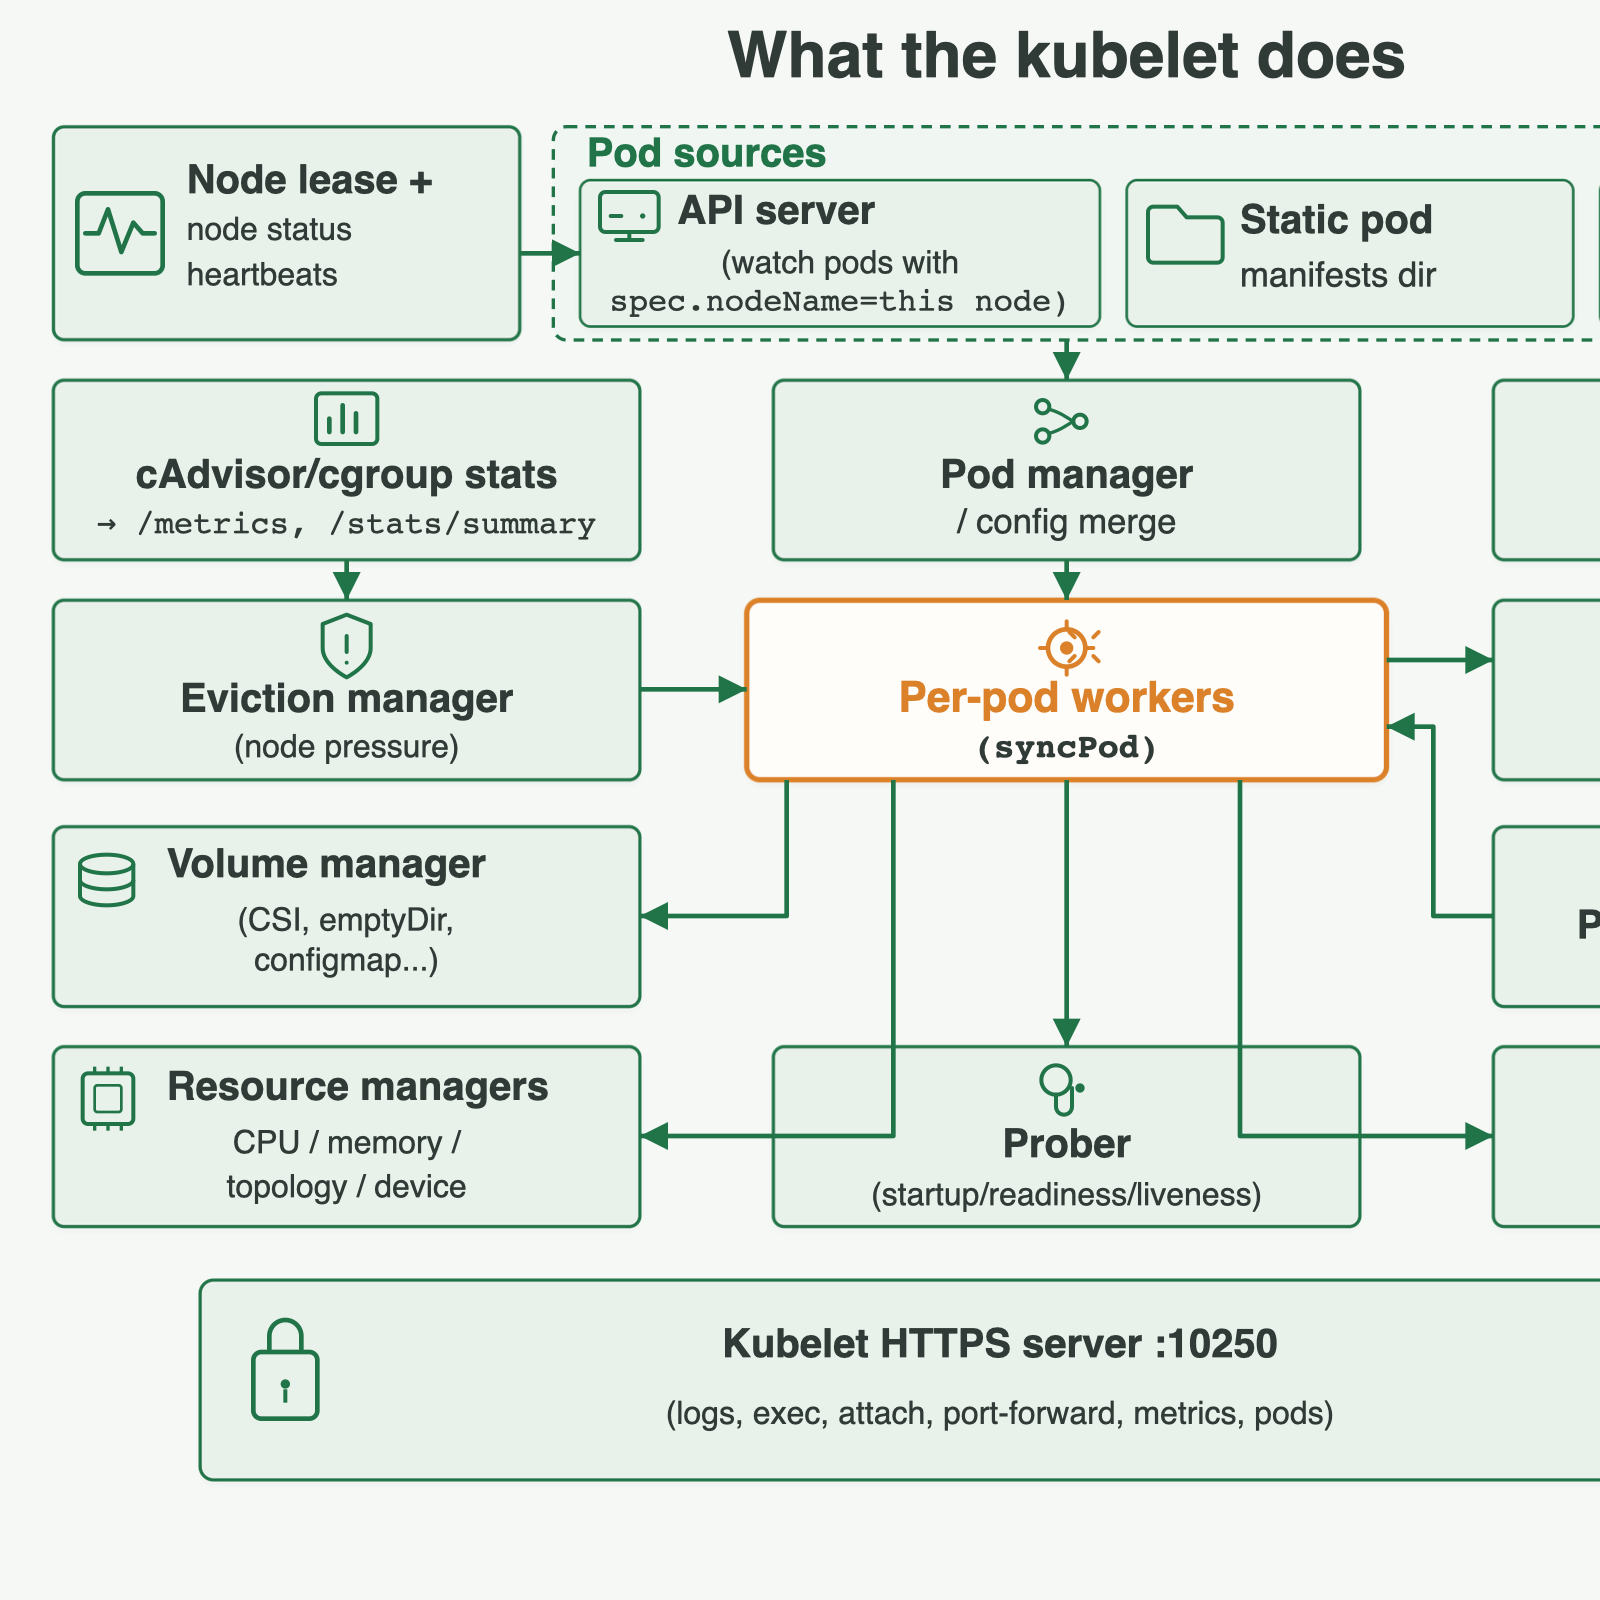 What the kubelet does
Node lease +
node status
heartbeats
Pod sources
API server
(watch pods with
spec.nodeName=this node)
Static pod
manifests dir
cAdvisor/cgroup stats
→ /metrics, /stats/summary
Pod manager
/ config merge
Eviction manager
(node pressure)
Per-pod workers
(syncPod)
Volume manager
(CSI, emptyDir,
configmap...)
P
Resource managers
CPU / memory /
topology / device
Prober
(startup/readiness/liveness)
Kubelet HTTPS server :10250
(logs, exec, attach, port-forward, metrics, pods)